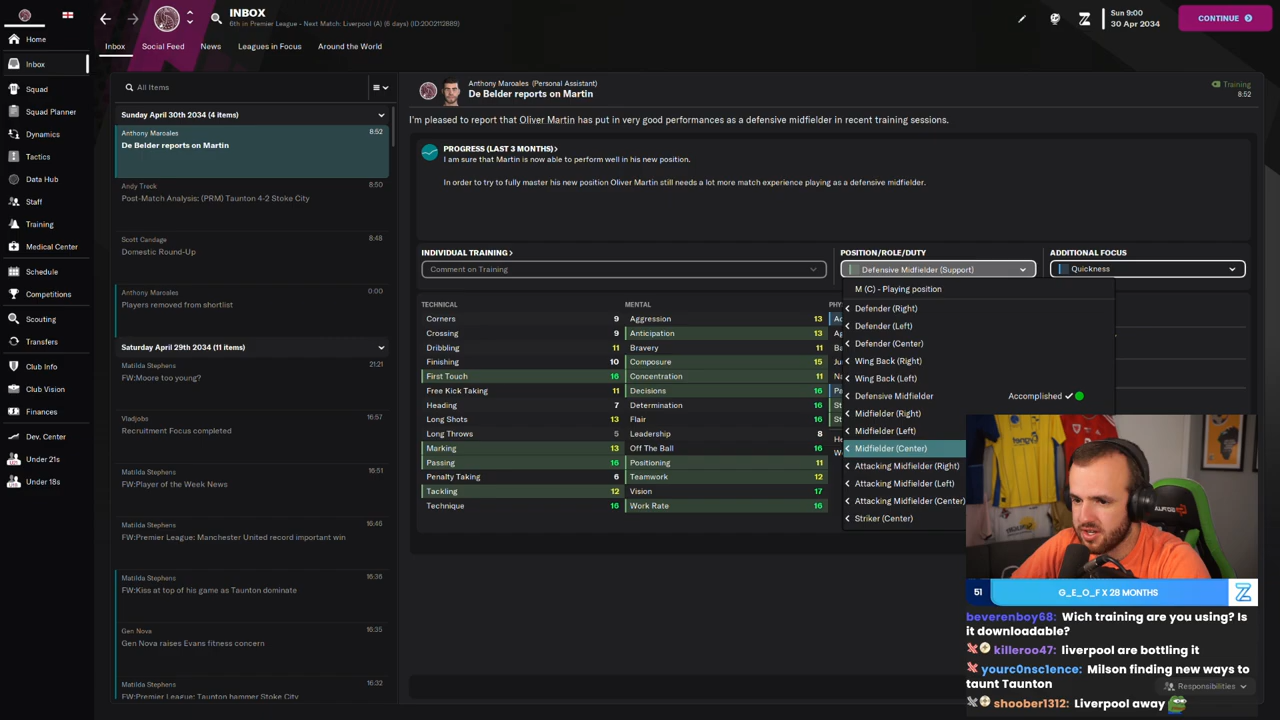 INBOX
6th in Premier League - Next Match: Liverpool (A) (6 days) (ID:2002112889)
Sun 9:00
30 Apr 2034
CONTINUE
Home
Inbox
Squad
Squad Planner
Dynamics
Tactics
Data Hub
Staff
Training
Medical Center
Schedule
Competitions
Scouting
Transfers
Club Info
Club Vision
Finances
Dev. Center
Under 21s
Under 18s
Inbox
Social Feed
News
Leagues in Focus
Around the World
All Items
Sunday April 30th 2034 (4 items)
Anthony Maroales 8:52
De Belder reports on Martin
Andy Treck 8:50
Post-Match Analysis: (PRM) Taunton 4-2 Stoke City
Scott Candage 8:48
Domestic Round-Up
Anthony Maroales 0:00
Players removed from shortlist
Saturday April 29th 2034 (11 items)
Matilda Stephens 21:21
FW:Moore too young?
Vladjobs 16:57
Recruitment Focus completed
Matilda Stephens 16:51
FW:Player of the Week News
Matilda Stephens 16:46
FW:Premier League: Manchester United record important win
Matilda Stephens 16:36
FW:Kiss at top of his game as Taunton dominate
Gen Nova 16:35
Gen Nova raises Evans fitness concern
Matilda Stephens 16:32
FW:Premier League: Taunton hammer Stoke City
Anthony Maroales (Personal Assistant)
De Belder reports on Martin
Training
8:52
I'm pleased to report that Oliver Martin has put in very good performances as a defensive midfielder in recent training sessions.
PROGRESS (LAST 3 MONTHS) >
I am sure that Martin is now able to perform well in his new position.
In order to try to fully master his new position Oliver Martin still needs a lot more match experience playing as a defensive midfielder.
INDIVIDUAL TRAINING >
Comment on Training
POSITION/ROLE/DUTY
Defensive Midfielder (Support)
ADDITIONAL FOCUS
Quickness
TECHNICAL
Corners 9
Crossing 9
Dribbling 11
Finishing 10
First Touch 16
Free Kick Taking 11
Heading 7
Long Shots 13
Long Throws 5
Marking 13
Passing 16
Penalty Taking 6
Tackling 12
Technique 16
MENTAL
Aggression 13
Anticipation 13
Bravery 11
Composure 15
Concentration 11
Decisions 16
Determination 16
Flair 16
Leadership 8
Off The Ball 16
Positioning 11
Teamwork 12
Vision 17
Work Rate 16
M (C) - Playing position
Defender (Right)
Defender (Left)
Defender (Center)
Wing Back (Right)
Wing Back (Left)
Defensive Midfielder Accomplished
Midfielder (Right)
Midfielder (Left)
Midfielder (Center)
Attacking Midfielder (Right)
Attacking Midfielder (Left)
Attacking Midfielder (Center)
Striker (Center)
51
G_E_O_F X 28 MONTHS
beverenboy68: Wich training are you using? Is
it downloadable?
killeroo47: liverpool are bottling it
yourc0nsc1ence: Milson finding new ways to
taunt Taunton
shoober1312: Liverpool away
Responsibilities